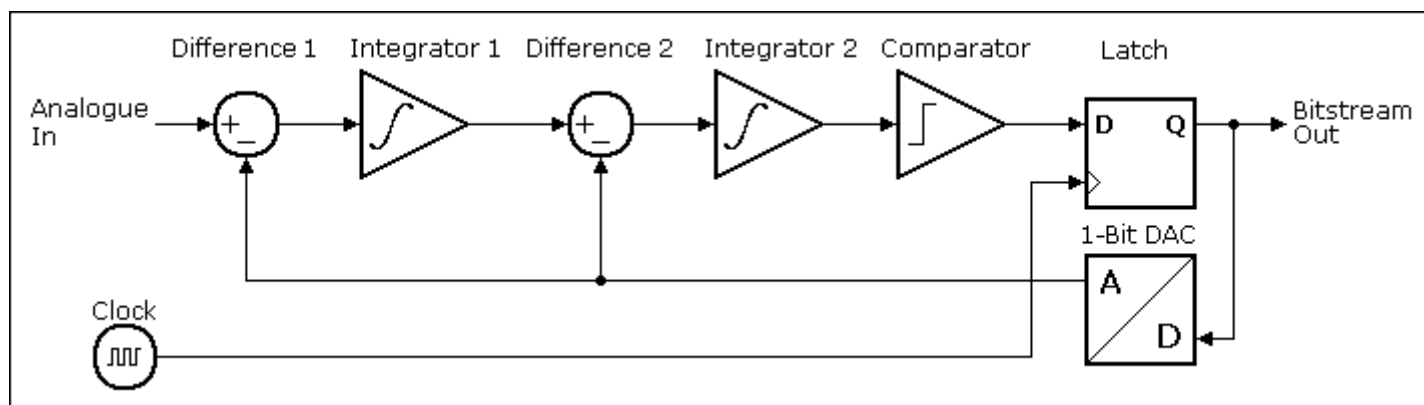 Difference 1
Integrator 1
Difference 2
Integrator 2
Comparator
Latch
Analogue
In
D
Q
Bitstream
Out
1-Bit DAC
A
D
Clock